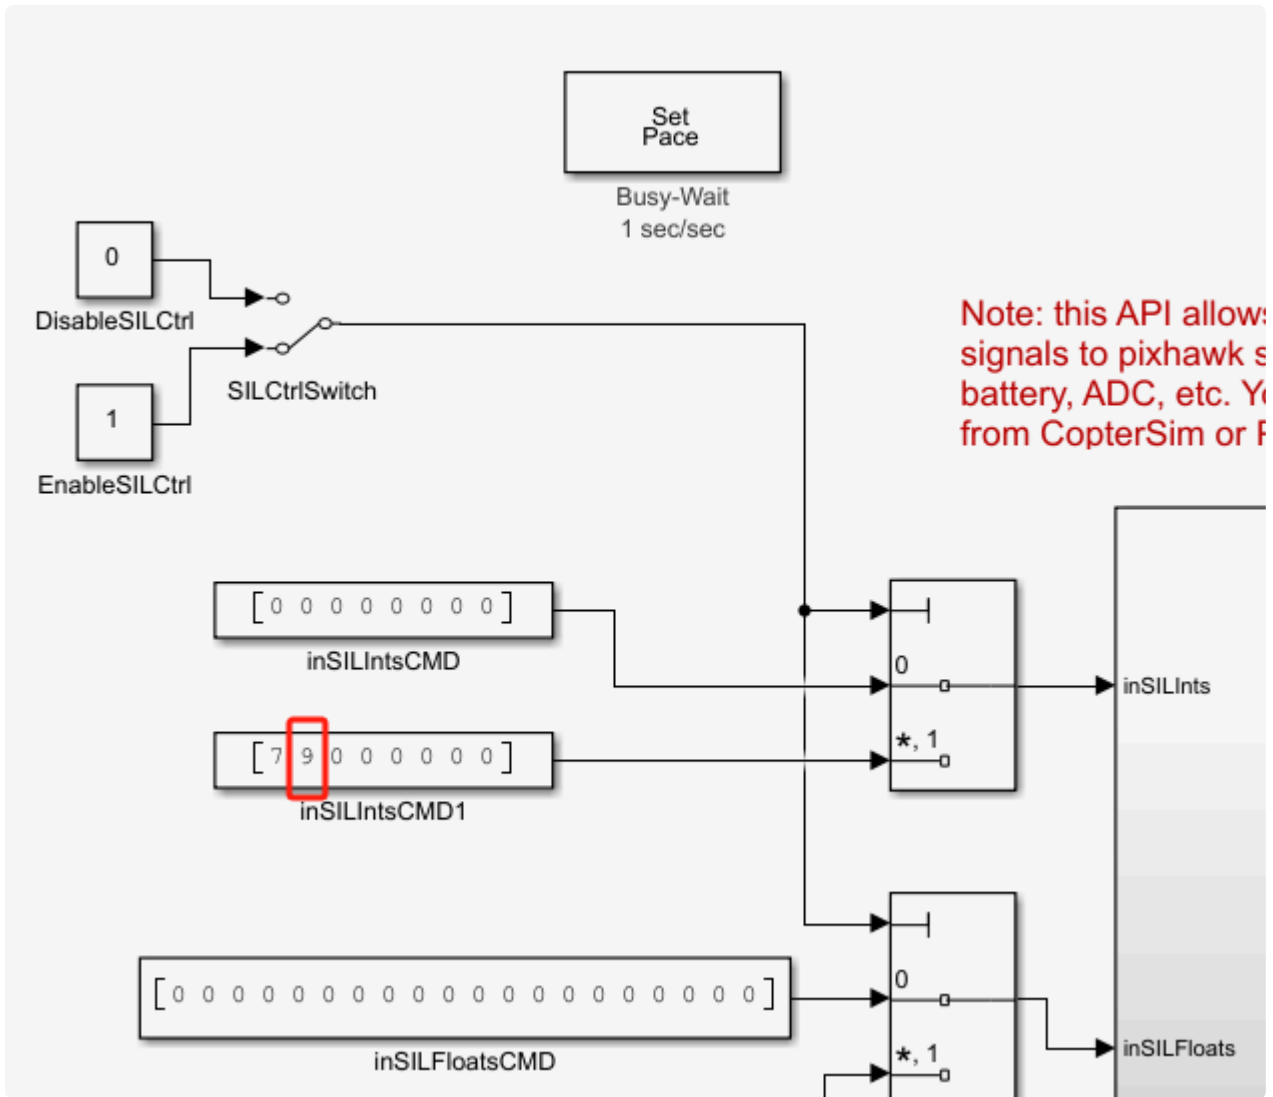 Set
Pace
Busy-Wait
1 sec/sec
0
DisableSILCtrl
SILCtrlSwitch
1
EnableSILCtrl
Note: this API allows
signals to pixhawk s
battery, ADC, etc. Yo
from CopterSim or
[0 0 0 0 0 0 0 0]
inSILIntsCMD
[7 9 0 0 0 0 0 0]
inSILIntsCMD1
0
*, 1
inSILInts
[0 0 0 0 0 0 0 0 0 0 0 0 0 0 0 0 0 0 0 0]
inSILFloatsCMD
0
*, 1
inSILFloats